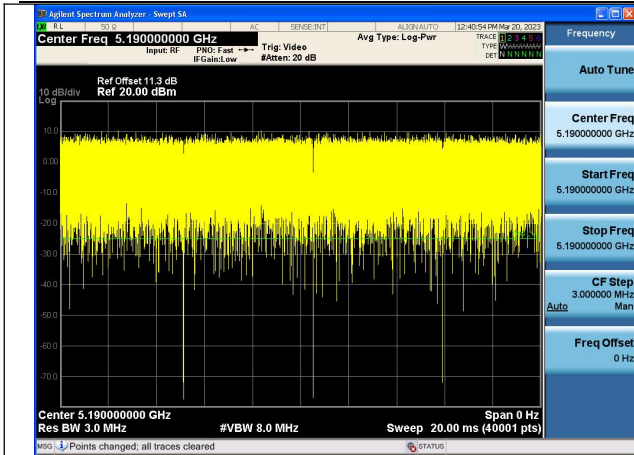 Agilent Spectrum Analyzer - Swept SA
RL 50 Ω AC SENSE:INT ALIGN AUTO 12:40:54 PM Mar 20, 2023
Center Freq 5.190000000 GHz Avg Type: Log-Pwr TRACE 1 2 3 4 5 6
Input: RF PNO: Fast Trig: Video TYPE
IFGain:Low #Atten: 20 dB DET N N N N N N
Ref Offset 11.3 dB
10 dB/div Ref 20.00 dBm
Log
10.0
0.00
-10.0
-20.0
-30.0
-40.0
-50.0
-60.0
-70.0
Center 5.190000000 GHz Span 0 Hz
Res BW 3.0 MHz #VBW 8.0 MHz Sweep 20.00 ms (40001 pts)
MSG Points changed; all traces cleared STATUS
Frequency
Auto Tune
Center Freq
5.190000000 GHz
Start Freq
5.190000000 GHz
Stop Freq
5.190000000 GHz
CF Step
3.000000 MHz
Auto Man
Freq Offset
0 Hz